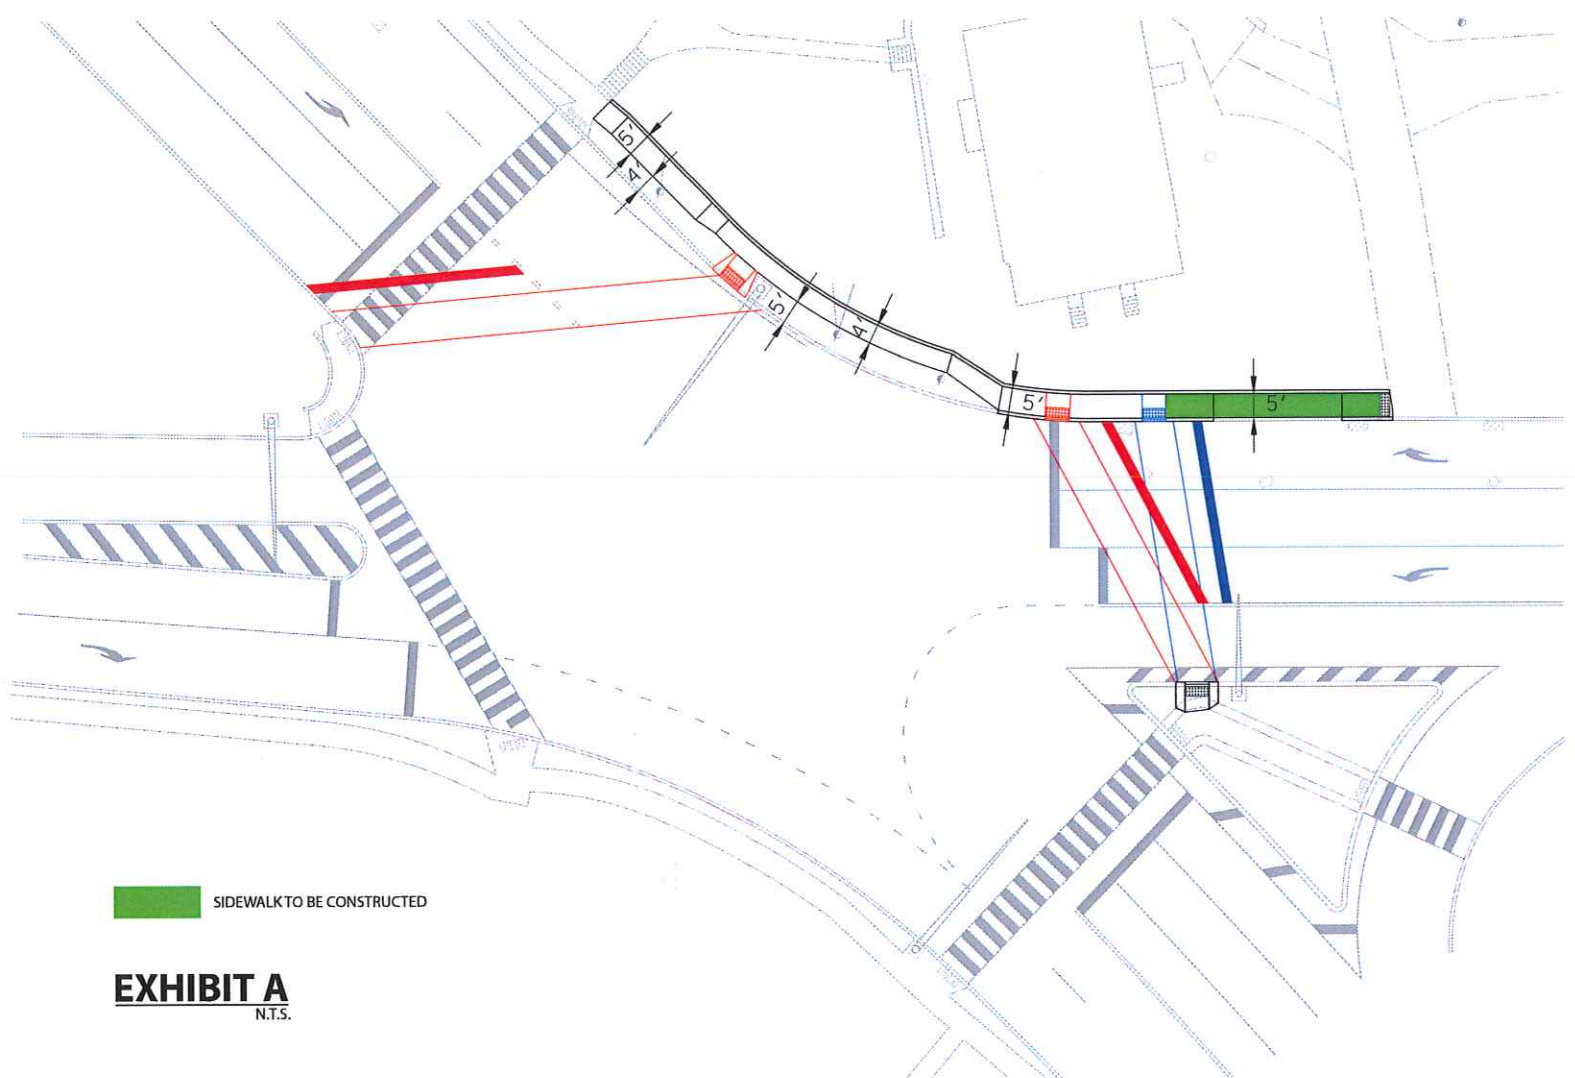 5'
4'
5'
4'
5'
5'
SIDEWALK TO BE CONSTRUCTED
EXHIBIT A
N.T.S.